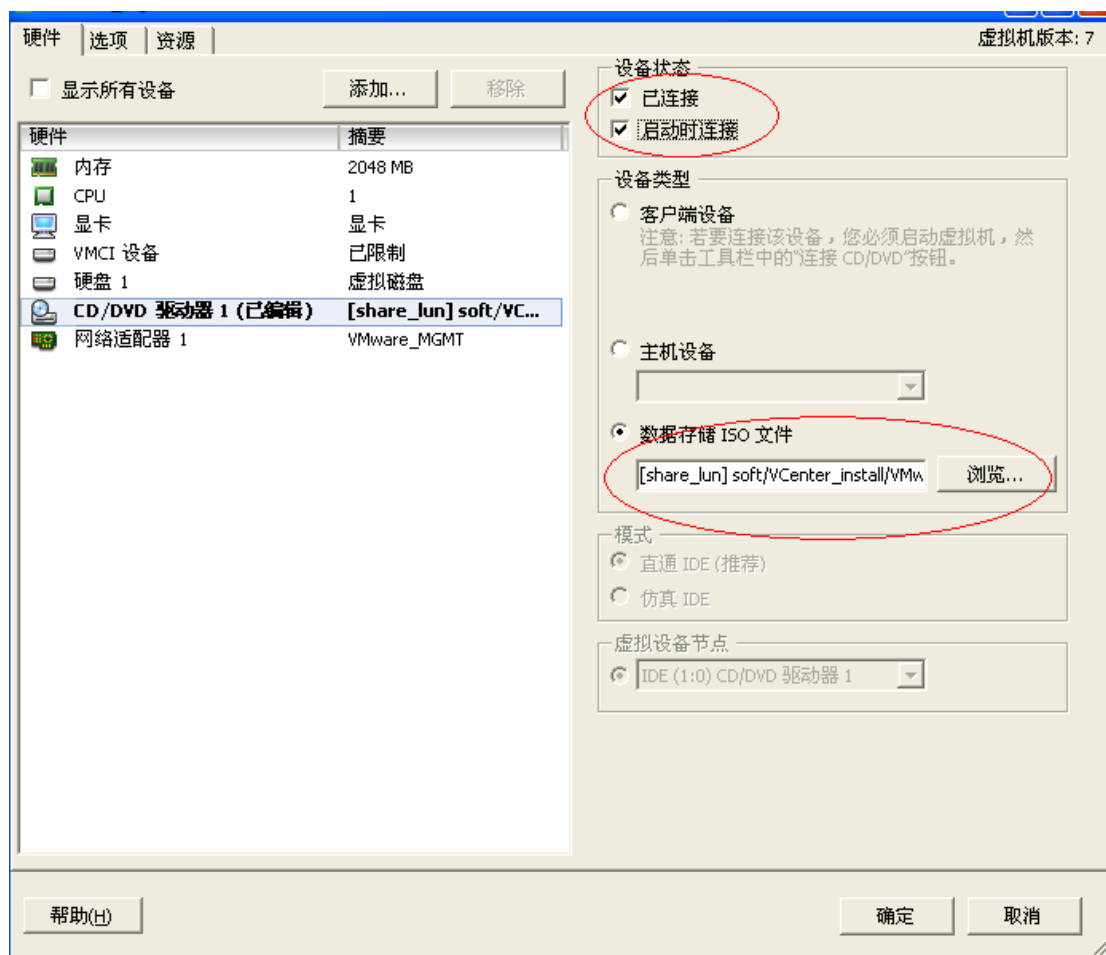 硬件 选项 资源 虚拟机版本: 7
显示所有设备 添加... 移除
硬件 摘要
内存 2048 MB
CPU 1
显卡 显卡
VMCI 设备 已限制
硬盘 1 虚拟磁盘
CD/DVD 驱动器 1 (已编辑) [share_lun] soft/VC...
网络适配器 1 VMware_MGMT
设备状态
已连接
启动时连接
设备类型
客户端设备
注意: 若要连接该设备，您必须启动虚拟机，然
后单击工具栏中的"连接 CD/DVD"按钮。
主机设备
数据存储 ISO 文件
[share_lun] soft/VCenter_install/VMw 浏览...
模式
直通 IDE (推荐)
仿真 IDE
虚拟设备节点
IDE (1:0) CD/DVD 驱动器 1
帮助(H) 确定 取消